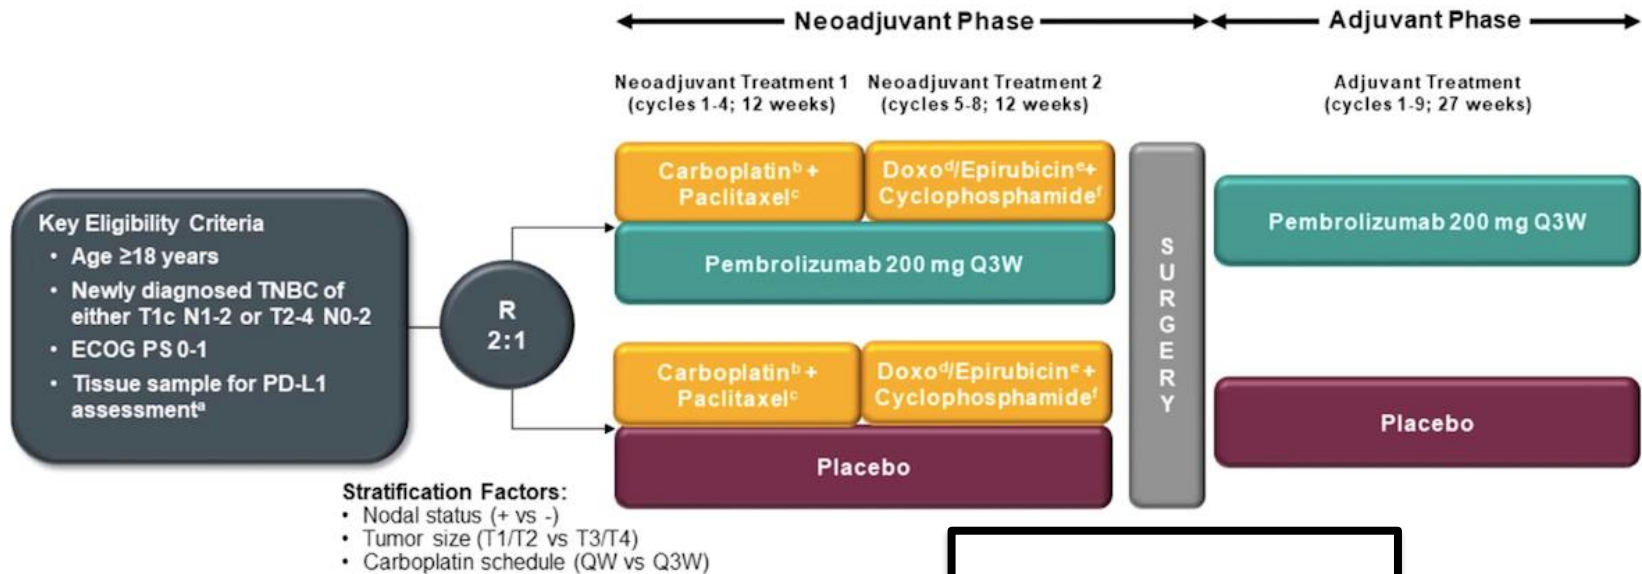 Neoadjuvant Phase
Adjuvant Phase
Neoadjuvant Treatment 1
(cycles 1-4; 12 weeks)
Neoadjuvant Treatment 2
(cycles 5-8; 12 weeks)
Adjuvant Treatment
(cycles 1-9; 27 weeks)
Key Eligibility Criteria
• Age ≥18 years
• Newly diagnosed TNBC of
either T1c N1-2 or T2-4 N0-2
• ECOG PS 0-1
• Tissue sample for PD-L1
assessmentᵃ
R
2:1
Carboplatinᵇ +
Paclitaxelᶜ
Doxoᵈ/Epirubicinᵉ+
Cyclophosphamideᶠ
Pembrolizumab 200 mg Q3W
Carboplatinᵇ +
Paclitaxelᶜ
Doxoᵈ/Epirubicinᵉ +
Cyclophosphamideᶠ
Placebo
SURGERY
Pembrolizumab 200 mg Q3W
Placebo
Stratification Factors:
• Nodal status (+ vs -)
• Tumor size (T1/T2 vs T3/T4)
• Carboplatin schedule (QW vs Q3W)